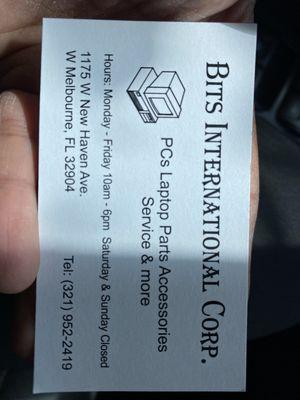 BITS INTERNATIONAL CORP.
PCs Laptop Parts Accessories
Service & more
Hours: Monday - Friday 10am - 6pm Saturday & Sunday Closed
1175 W New Haven Ave.
W Melbourne, FL 32904 Tel: (321) 952-2419